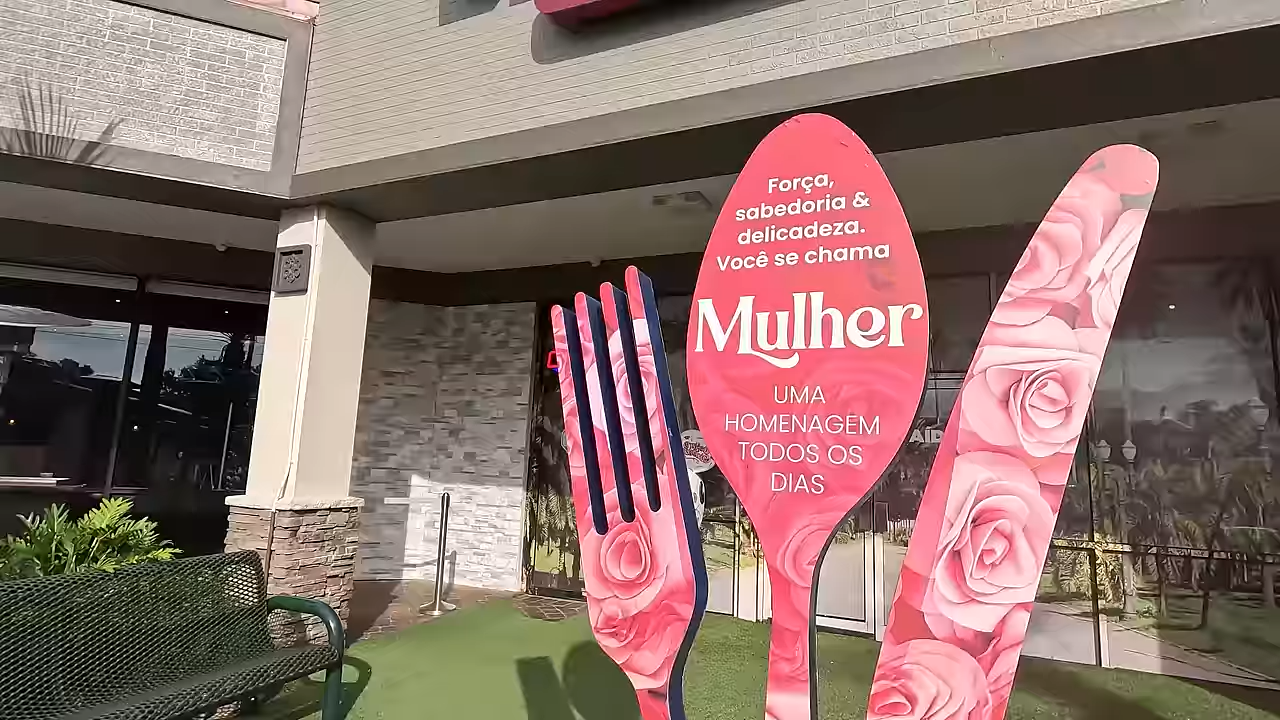 Força,
sabedoria &
delicadeza.
Você se chama
Mulher
UMA
HOMENAGEM
TODOS OS
DIAS